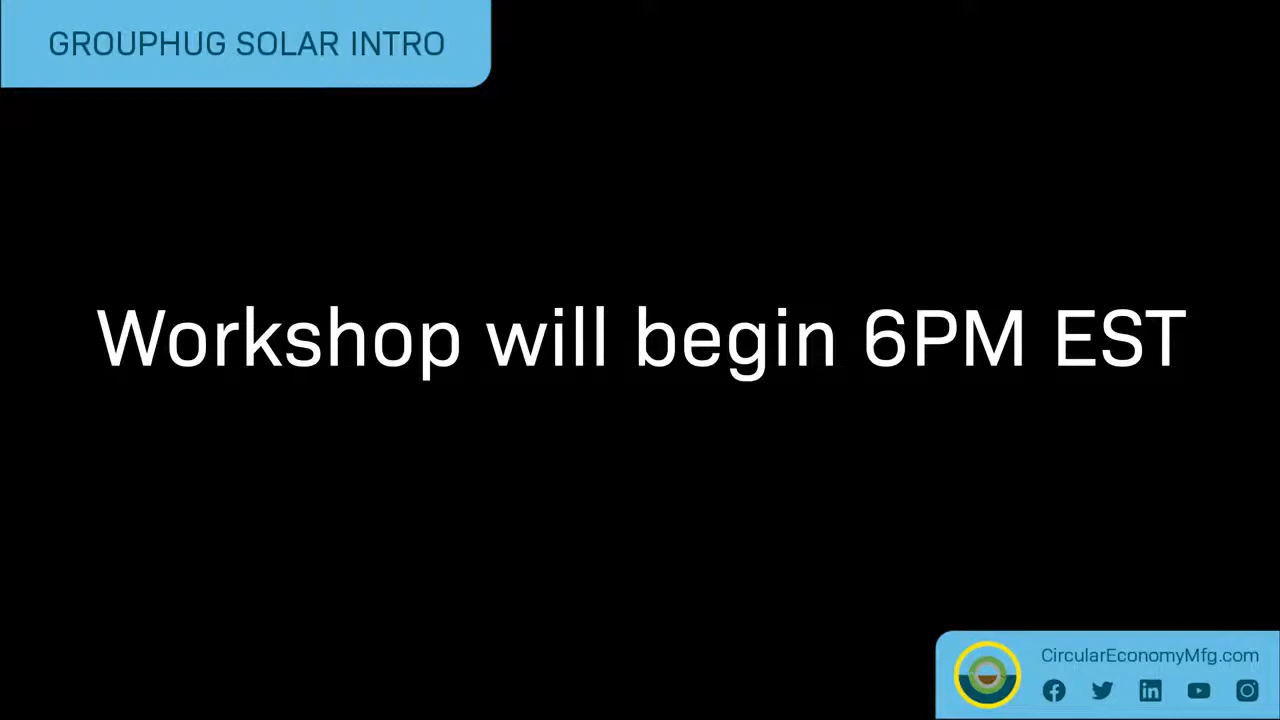 GROUPHUG SOLAR INTRO
Workshop will begin 6PM EST
CircularEconomyMfg.com